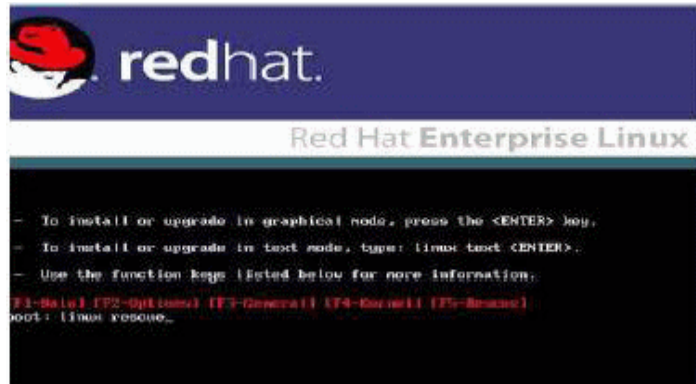 redhat.
Red Hat Enterprise Linux
- To install or upgrade in graphical mode, press the <ENTER> key.
- To install or upgrade in text mode, type: linux text <ENTER>.
- Use the function keys listed below for more information.
[F1-Main] [F2-Options] [F3-General] [F4-Kernel] [F5-Rescue]
oot: linux rescue_